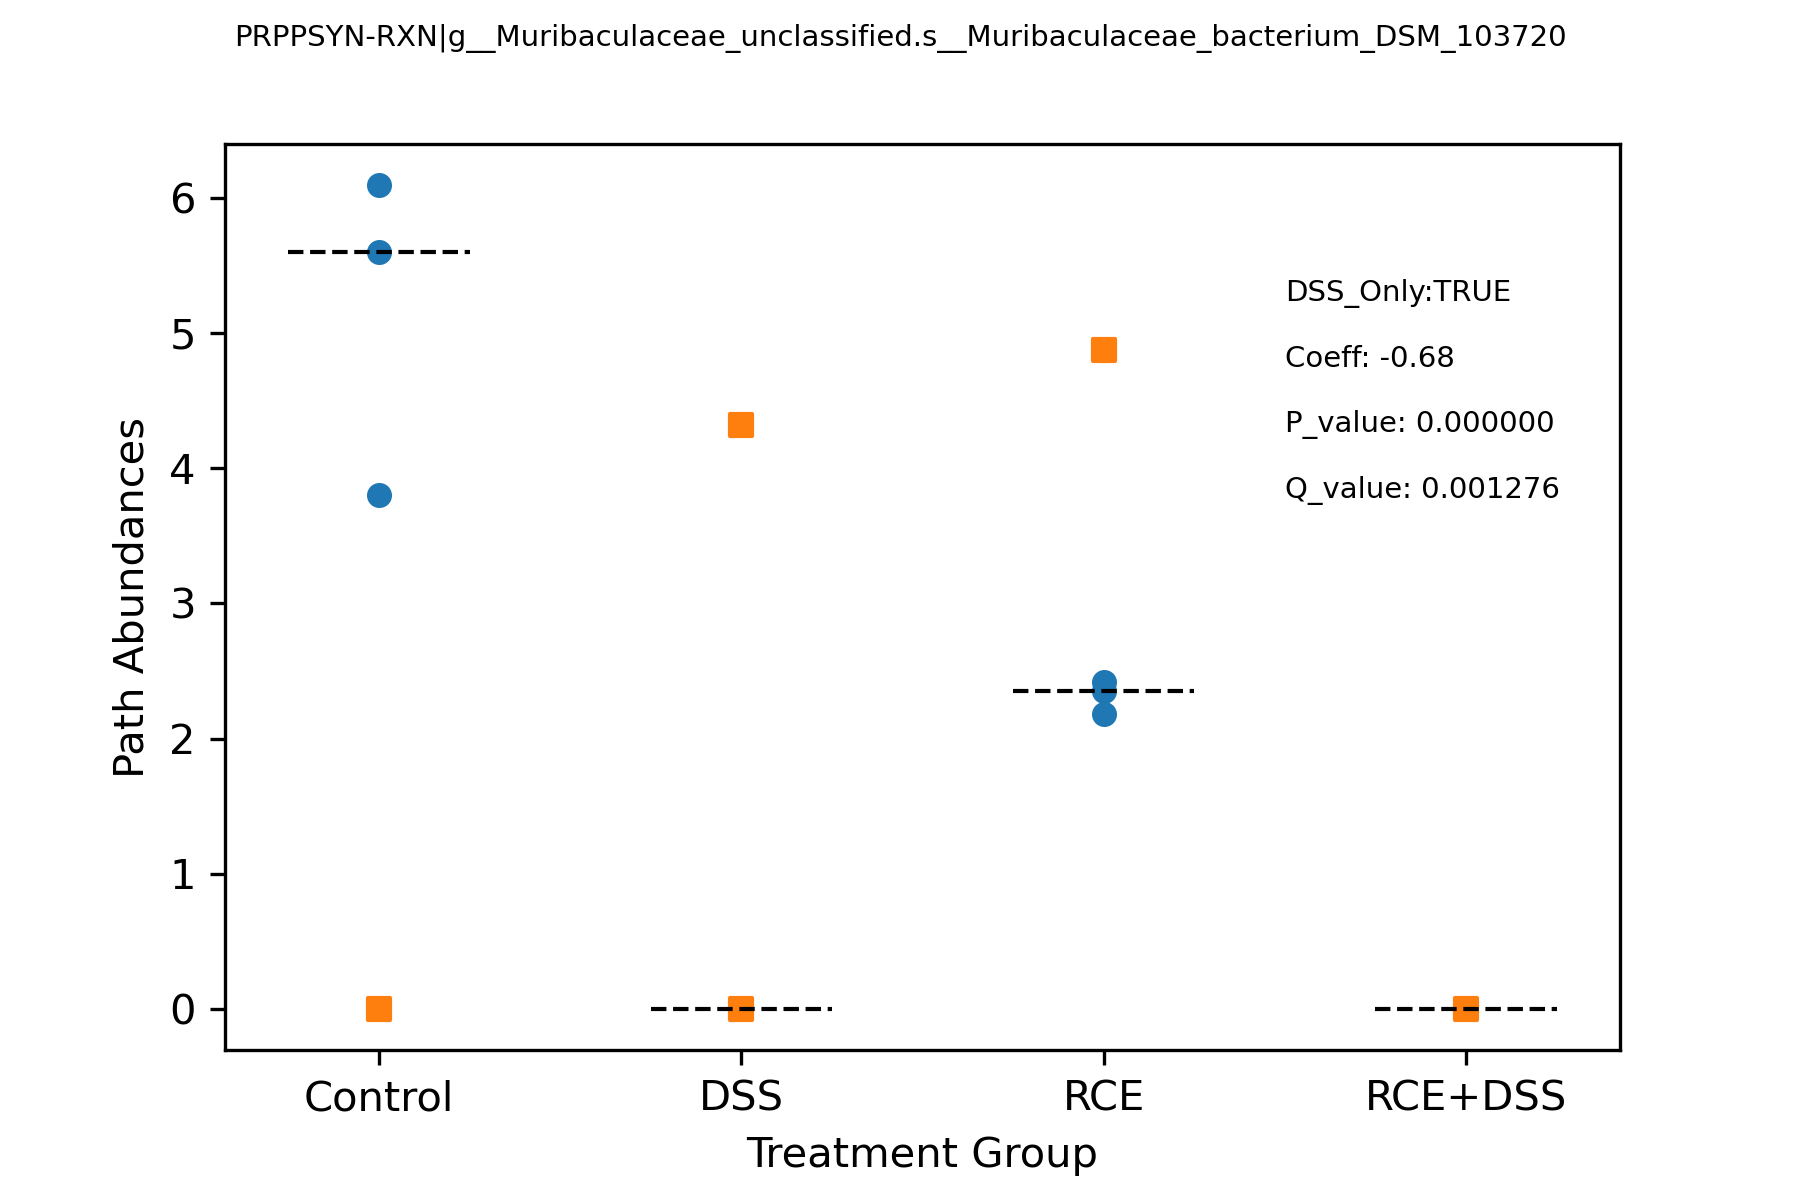 PRPPSYN-RXN|g__Muribaculaceae_unclassified.s__Muribaculaceae_bacterium_DSM_103720
6
5
4
3
2
1
0
Path Abundances
DSS_Only:TRUE
Coeff: -0.68
P_value: 0.000000
Q_value: 0.001276
Control
DSS
RCE
RCE+DSS
Treatment Group